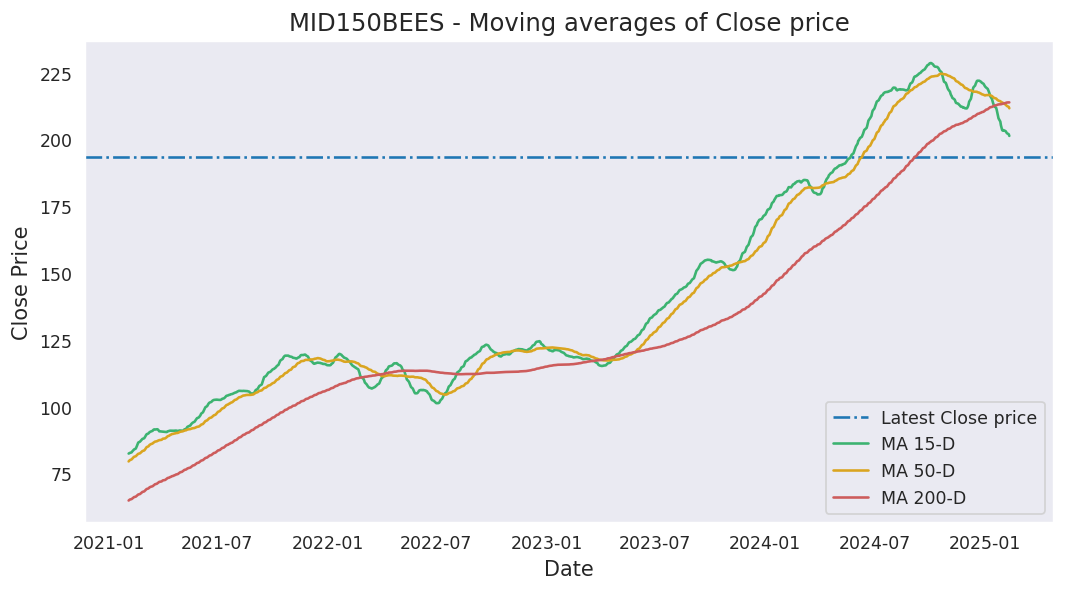 MID150BEES - Moving averages of Close price
225
200
175
150
125
100
75
Close Price
2021-01 2021-07 2022-01 2022-07 2023-01 2023-07 2024-01 2024-07 2025-01
Date
Latest Close price
MA 15-D
MA 50-D
MA 200-D